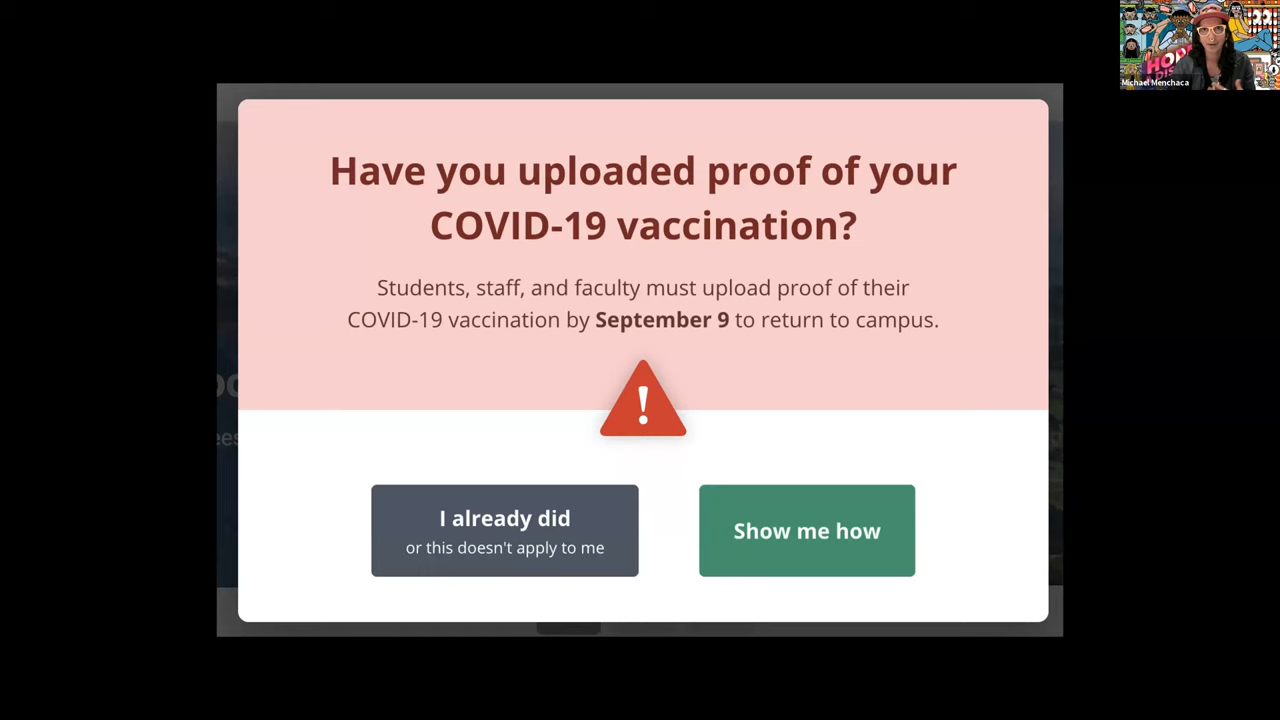 Have you uploaded proof of your
COVID-19 vaccination?
Students, staff, and faculty must upload proof of their
COVID-19 vaccination by September 9 to return to campus.
!
I already did
or this doesn't apply to me
Show me how
Michael Menchaca